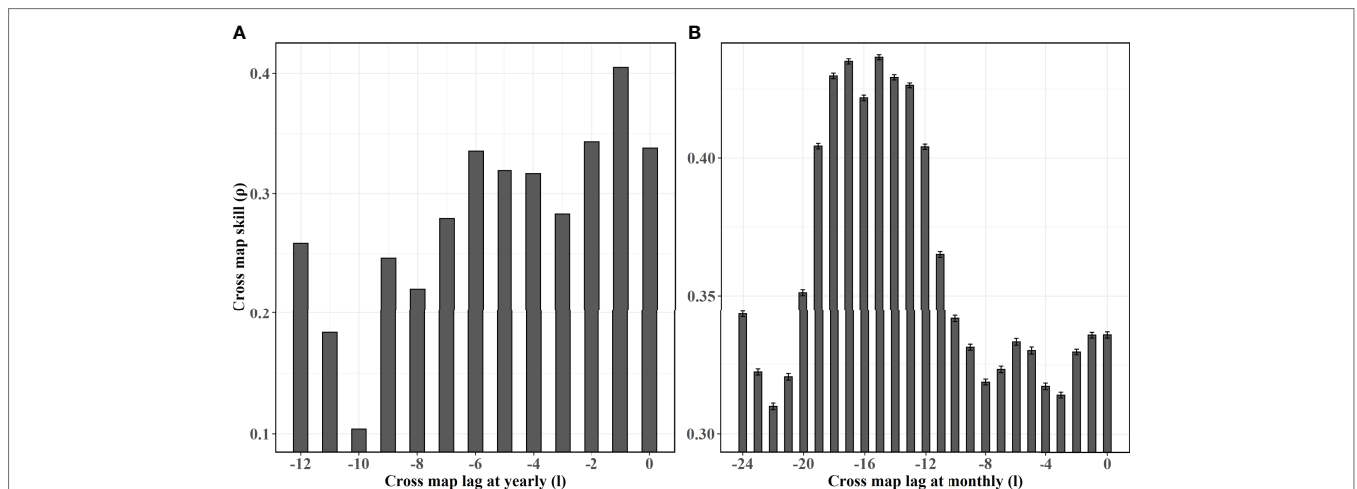 A
B
Cross map skill (ρ)
0.4
0.3
0.2
0.1
-12 -10 -8 -6 -4 -2 0
Cross map lag at yearly (l)
0.40
0.35
0.30
-24 -20 -16 -12 -8 -4 0
Cross map lag at monthly (l)